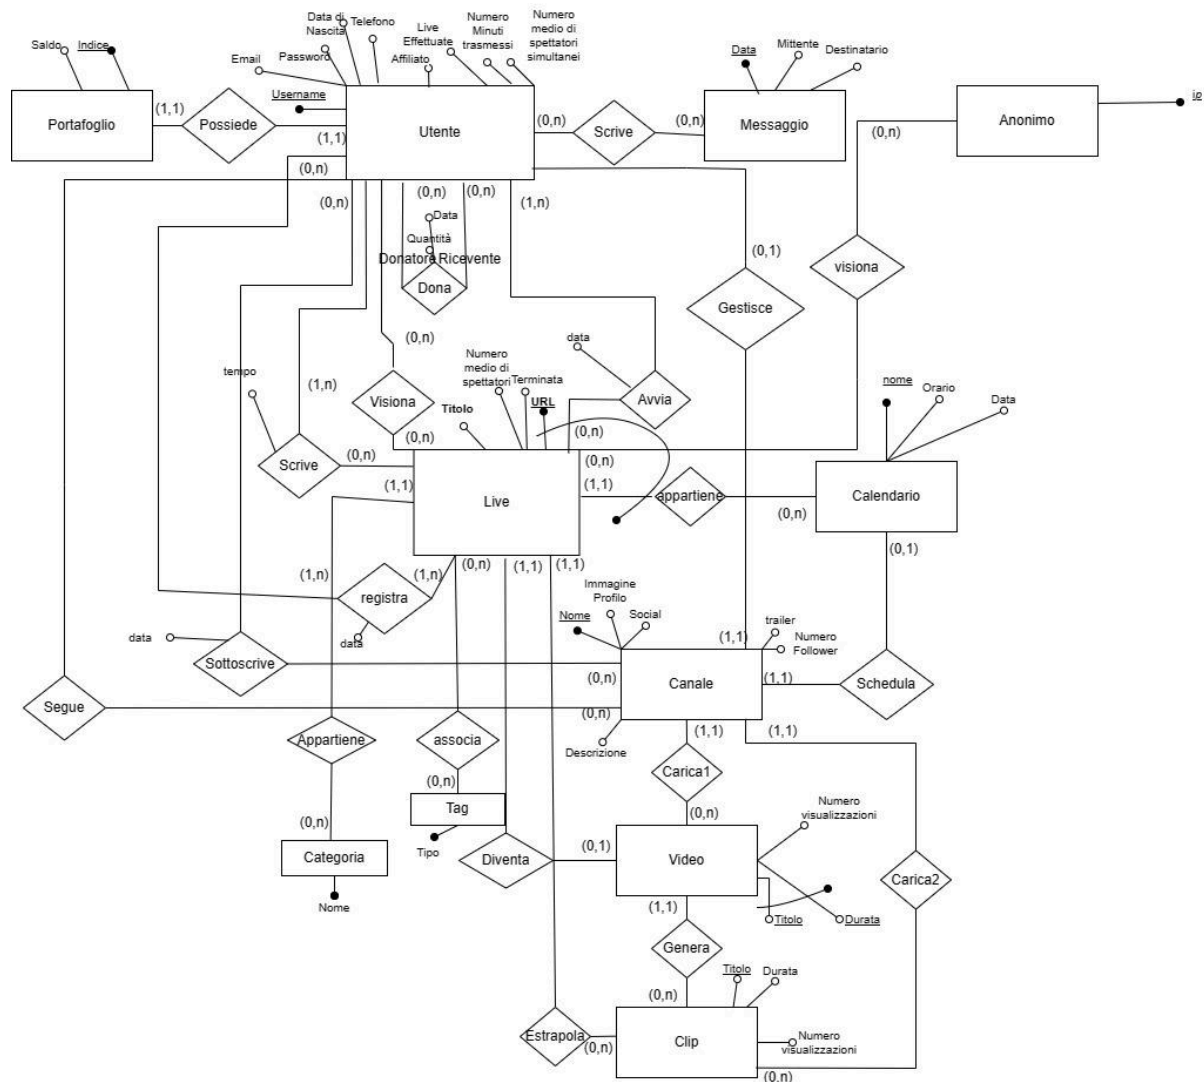 Saldo
Indice
Portafoglio
(1,1)
Possiede
(1,1)
Email
Password
Data di
Nascita
Telefono
Username
Affiliato
Live
Effettuate
Numero
Minuti
trasmessi
Numero
medio di
spettatori
simultanei
Utente
(0,n)
Scrive
(0,n)
Data
Mittente
Destinatario
Messaggio
Anonimo
ip
(0,n)
visiona
(0,n)
(0,n)
(0,n)
(0,n)
(1,n)
Data
Quantità
Donatore
Ricevente
Dona
(0,1)
Gestisce
(0,n)
Visiona
(0,n)
tempo
(1,n)
Scrive
(0,n)
data
Avvia
(0,n)
Titolo
Numero
medio di
spettatori
Terminata
URL
(0,n)
Live
(1,1)
(1,1)
appartiene
(0,n)
nome
Orario
Data
Calendario
(0,1)
(1,n)
(1,n)
registra
data
(0,n)
(1,1)
(1,1)
data
Sottoscrive
(0,n)
Segue
(0,n)
Nome
Immagine
Profilo
Social
(1,1)
trailer
Numero
Follower
Canale
(1,1)
Schedula
Descrizione
(1,1)
(1,1)
Appartiene
associa
(0,n)
(0,n)
Tag
Tipo
Categoria
Nome
Carica1
(0,n)
Diventa
(0,1)
Video
Numero
visualizzazioni
Titolo
Durata
Carica2
(1,1)
Genera
(0,n)
Titolo
Durata
Estrapola
(0,n)
Clip
Numero
visualizzazioni
(0,n)